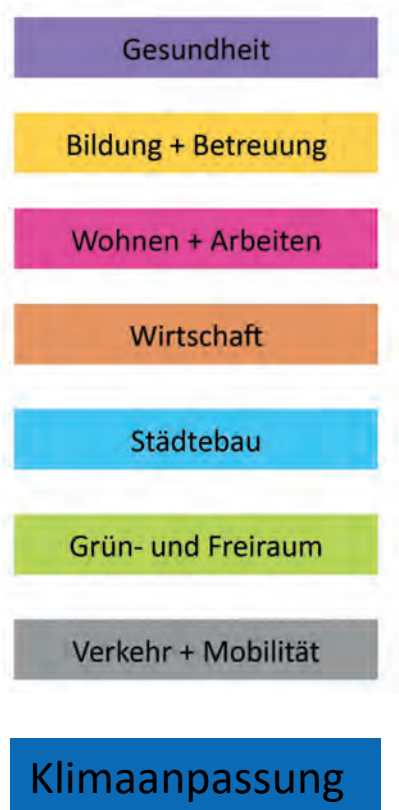 Gesundheit
Bildung + Betreuung
Wohnen + Arbeiten
Wirtschaft
Städtebau
Grün- und Freiraum
Verkehr + Mobilität
Klimaanpassung